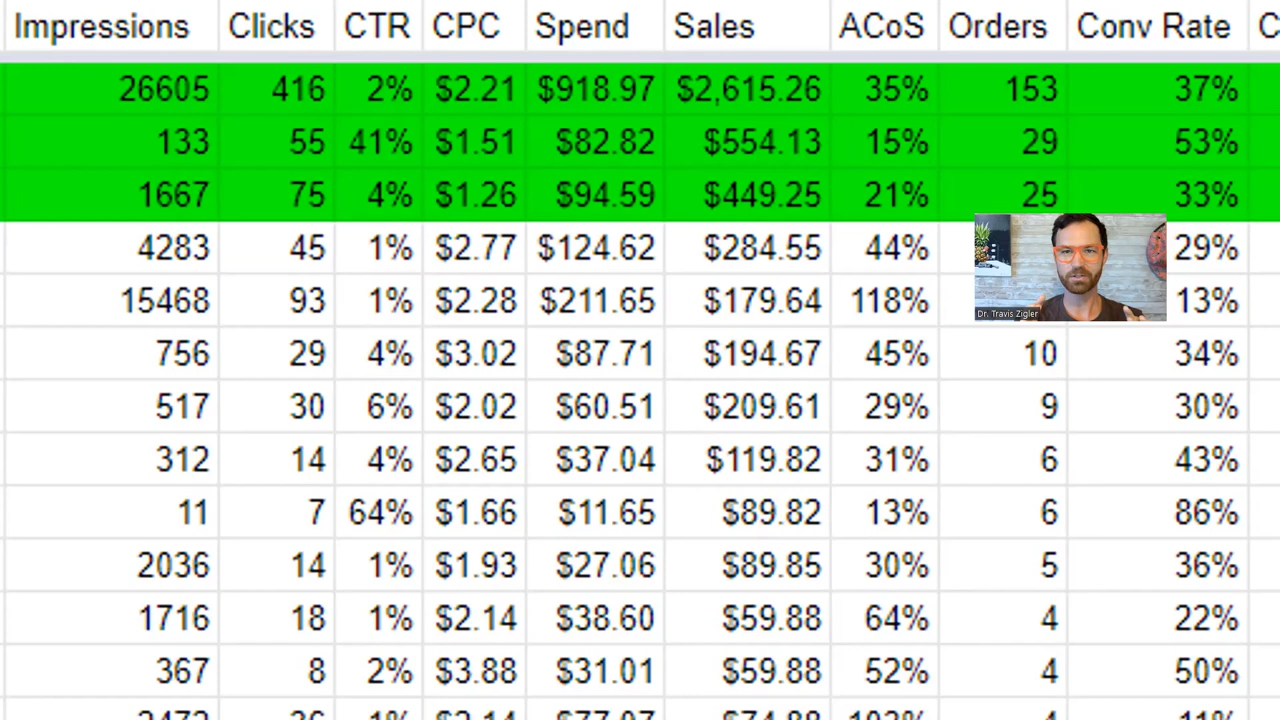 Impressions Clicks CTR CPC Spend Sales ACoS Orders Conv Rate C
26605 416 2% $2.21 $918.97 $2,615.26 35% 153 37%
133 55 41% $1.51 $82.82 $554.13 15% 29 53%
1667 75 4% $1.26 $94.59 $449.25 21% 25 33%
4283 45 1% $2.77 $124.62 $284.55 44% 29%
15468 93 1% $2.28 $211.65 $179.64 118% 13%
Dr. Travis Zigler
756 29 4% $3.02 $87.71 $194.67 45% 10 34%
517 30 6% $2.02 $60.51 $209.61 29% 9 30%
312 14 4% $2.65 $37.04 $119.82 31% 6 43%
11 7 64% $1.66 $11.65 $89.82 13% 6 86%
2036 14 1% $1.93 $27.06 $89.85 30% 5 36%
1716 18 1% $2.14 $38.60 $59.88 64% 4 22%
367 8 2% $3.88 $31.01 $59.88 52% 4 50%